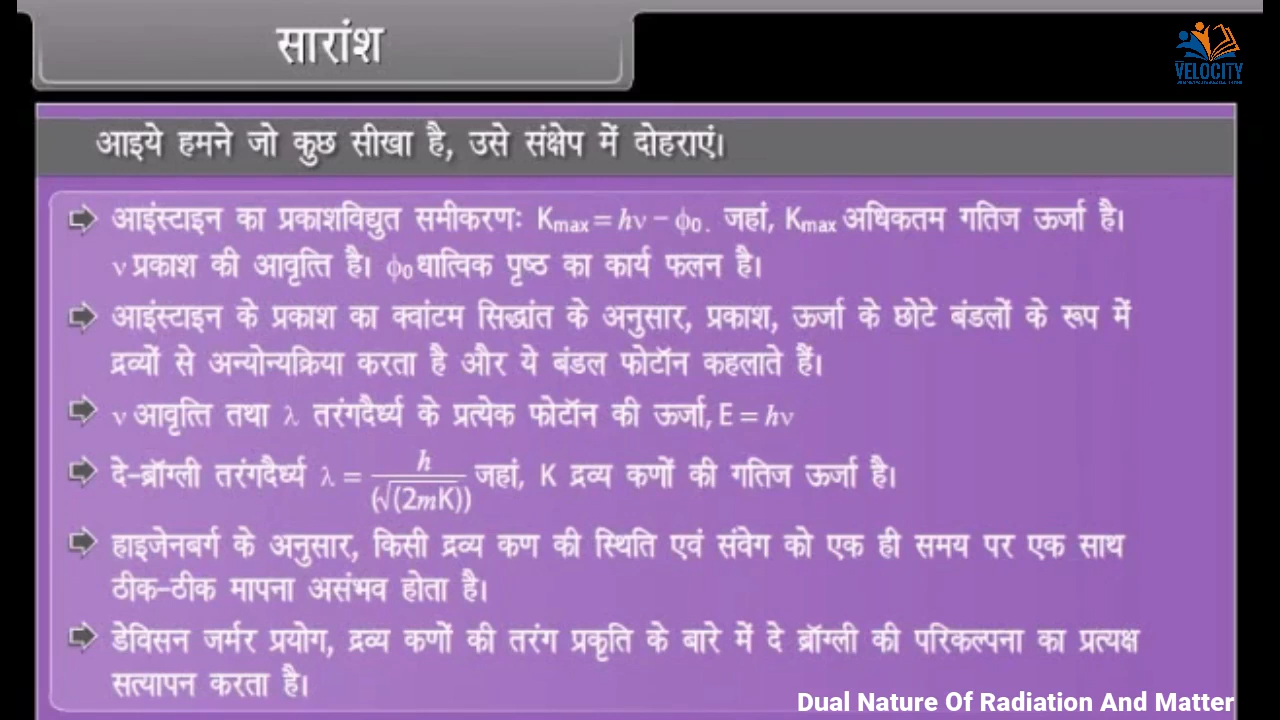 सारांश
VELOCITY
आइये हमने जो कुछ सीखा है, उसे संक्षेप में दोहराएं।
आइंस्टाइन का प्रकाशविद्युत समीकरणः Kmax = hν − ϕ0. जहां, Kmax अधिकतम गतिज ऊर्जा है।
ν प्रकाश की आवृत्ति है। ϕ0 धात्विक पृष्ठ का कार्य फलन है।
आइंस्टाइन के प्रकाश का क्वांटम सिद्धांत के अनुसार, प्रकाश, ऊर्जा के छोटे बंडलों के रूप में
द्रव्यों से अन्योन्यक्रिया करता है और ये बंडल फोटॉन कहलाते हैं।
ν आवृत्ति तथा λ तरंगदैर्ध्य के प्रत्येक फोटॉन की ऊर्जा, E = hν
दे-ब्रॉग्ली तरंगदैर्ध्य λ = h/(√(2mK)) जहां, K द्रव्य कणों की गतिज ऊर्जा है।
हाइजेनबर्ग के अनुसार, किसी द्रव्य कण की स्थिति एवं संवेग को एक ही समय पर एक साथ
ठीक-ठीक मापना असंभव होता है।
डेविसन जर्मर प्रयोग, द्रव्य कणों की तरंग प्रकृति के बारे में दे ब्रॉग्ली की परिकल्पना का प्रत्यक्ष
सत्यापन करता है।
Dual Nature Of Radiation And Matter